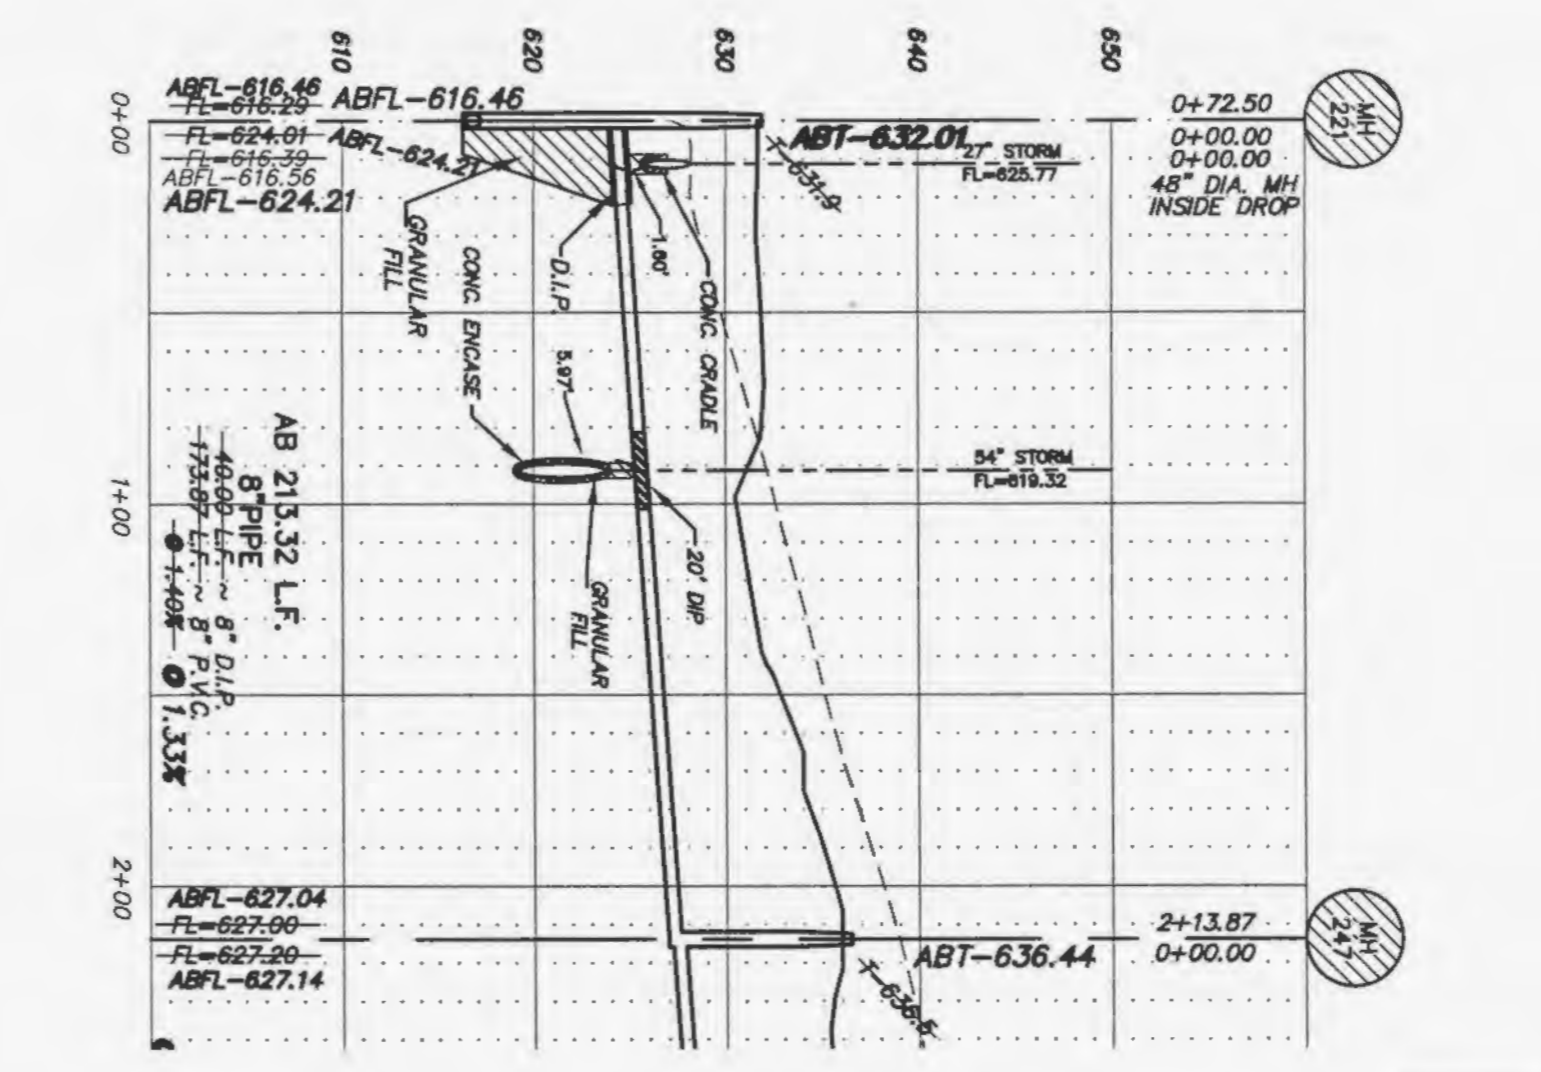 610
620
630
640
650
ABFL-616.46
FL=616.29
FL=624.01
FL=616.39
ABFL-616.56
ABFL-624.21
ABFL-616.46
ABFL-624.21
ABT-632.01
T-631.9
27" STORM
FL=625.77
0+72.50
0+00.00
0+00.00
48" DIA. MH
INSIDE DROP
MH
221
0+00
GRANULAR
FILL
CONC. ENCASE
D.I.P.
1.60'
CONC. CRADLE
5.97'
54" STORM
FL=619.32
1+00
20' DIP
GRANULAR
FILL
AB 213.32 L.F.
8" PIPE
40.00 L.F. ~ 8" D.I.P.
173.87 L.F. ~ 8" P.V.C.
@ 1.40% @ 1.33%
2+00
ABFL-627.04
FL=627.00
FL=627.20
ABFL-627.14
ABT-636.44
T-636.5
2+13.87
0+00.00
MH
247